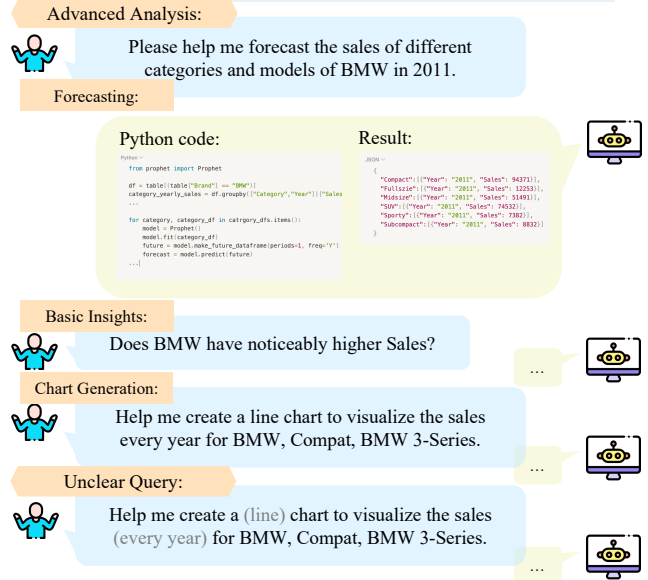 Advanced Analysis:
Please help me forecast the sales of different
categories and models of BMW in 2011.
Forecasting:
Python code:
Python
from prophet import Prophet
df = table[(table["Brand"] == "BMW")]
category_yearly_sales = df.groupby(["Category","Year"])["Sales
...
for category, category_df in catrgory_dfs.items():
model = Prophet()
model.fit(category_df)
future = model.make_future_dataframe(periods=1, freq='Y')
forecast = model.predict(future)
...
Result:
JSON
{
"Compact":[{"Year": "2011", "Sales": 94371}],
"Fullszie":[{"Year": "2011", "Sales": 12253}],
"Midsize":[{"Year": "2011", "Sales": 51491}],
"SUV":[{"Year": "2011", "Sales": 74532}],
"Sporty":[{"Year": "2011", "Sales": 7382}],
"Subcompact":[{"Year": "2011", "Sales": 8832}]
}
Basic Insights:
Does BMW have noticeably higher Sales?
...
Chart Generation:
Help me create a line chart to visualize the sales
every year for BMW, Compat, BMW 3-Series.
...
Unclear Query:
Help me create a (line) chart to visualize the sales
(every year) for BMW, Compat, BMW 3-Series.
...